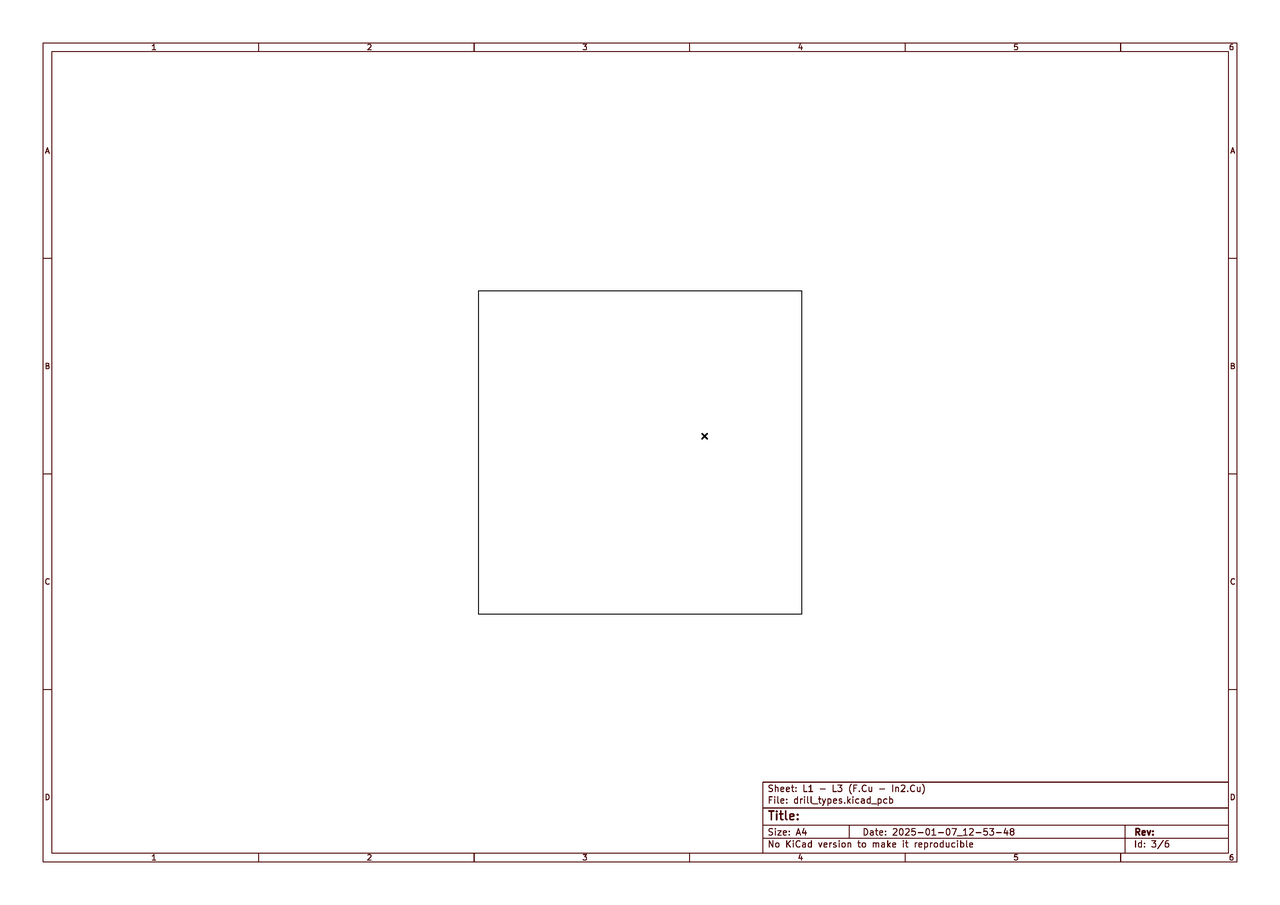 1 2 3 4 5 6
A A
B B
C C
D D
Sheet: L1 - L3 (F.Cu - In2.Cu)
File: drill_types.kicad_pcb
Title:
Size: A4 Date: 2025-01-07_12-53-48 Rev:
No KiCad version to make it reproducible Id: 3/6
1 2 3 4 5 6